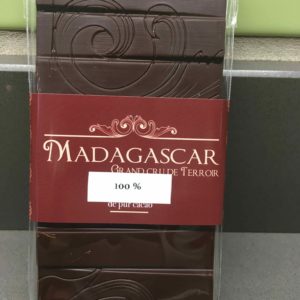 MADAGASCAR
GRAND CRU DE TERROIR
100 %
de pur cacao